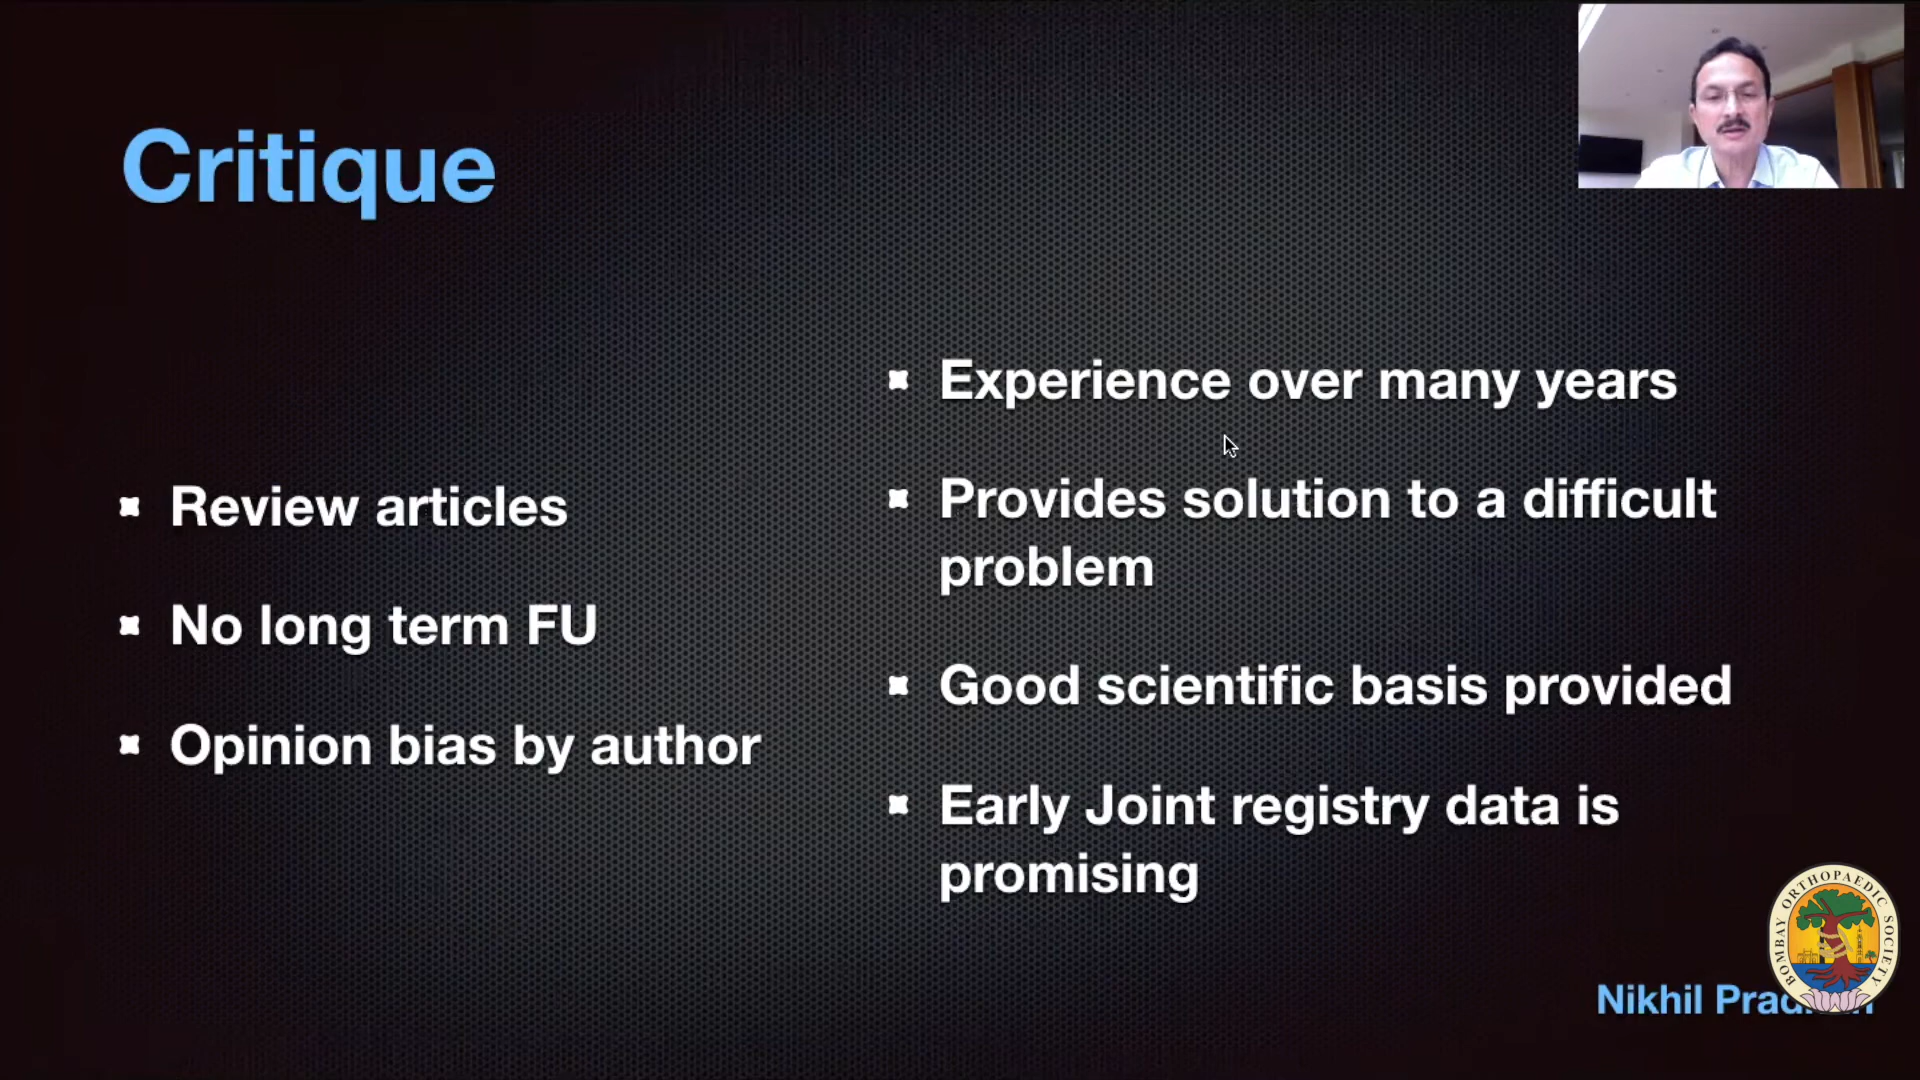 Critique
Review articles
No long term FU
Opinion bias by author
Experience over many years
Provides solution to a difficult
problem
Good scientific basis provided
Early Joint registry data is
promising
BOMBAY ORTHOPAEDIC SOCIETY
Nikhil